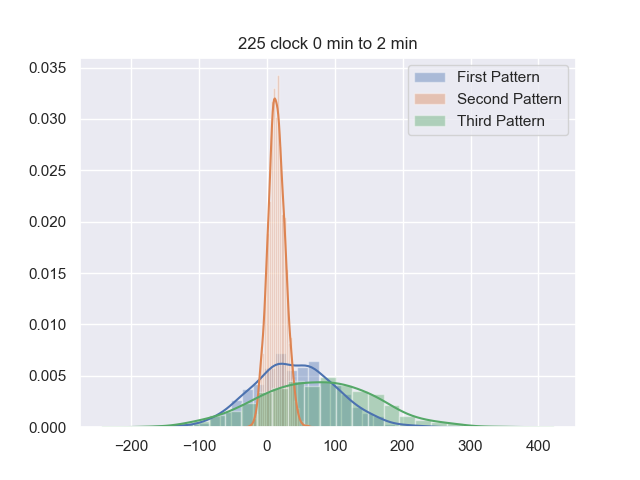 225 clock 0 min to 2 min
First Pattern
Second Pattern
Third Pattern
0.035
0.030
0.025
0.020
0.015
0.010
0.005
0.000
−200 −100 0 100 200 300 400